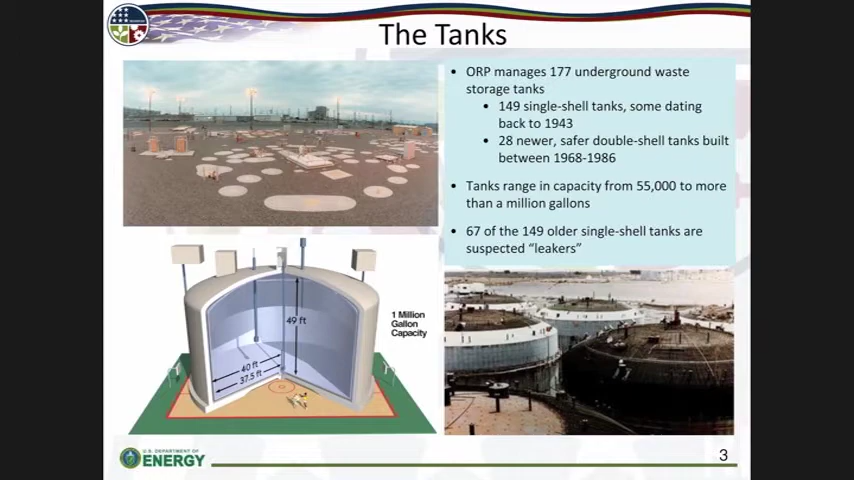 The Tanks
• ORP manages 177 underground waste
storage tanks
• 149 single-shell tanks, some dating
back to 1943
• 28 newer, safer double-shell tanks built
between 1968-1986
• Tanks range in capacity from 55,000 to more
than a million gallons
• 67 of the 149 older single-shell tanks are
suspected “leakers”
49 ft
40 ft
37.5 ft
1 Million
Gallon
Capacity
U.S. DEPARTMENT OF
ENERGY
3